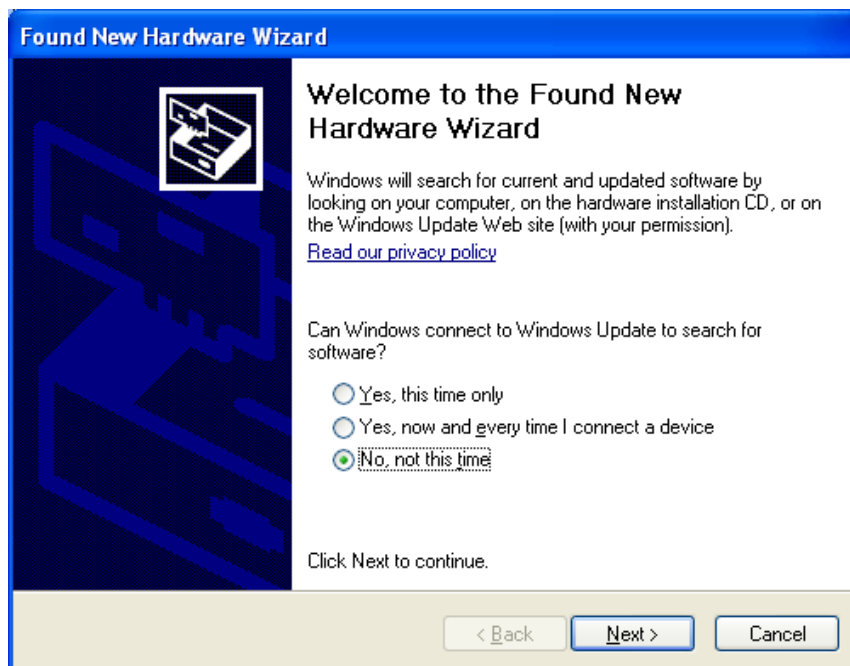 Found New Hardware Wizard
Welcome to the Found New
Hardware Wizard
Windows will search for current and updated software by
looking on your computer, on the hardware installation CD, or on
the Windows Update Web site (with your permission).
Read our privacy policy
Can Windows connect to Windows Update to search for
software?
Yes, this time only
Yes, now and every time I connect a device
No, not this time
Click Next to continue.
< Back Next > Cancel